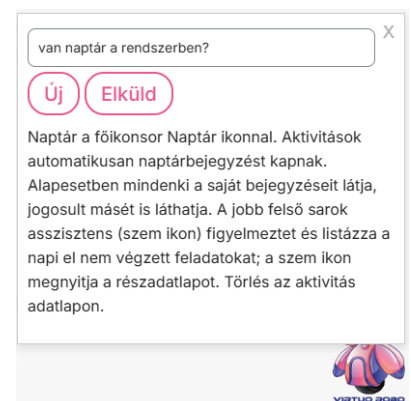 X
van naptár a rendszerben?
Új Elküld
Naptár a főikonsor Naptár ikonnal. Aktivitások
automatikusan naptárbejegyzést kapnak.
Alapesetben mindenki a saját bejegyzéseit látja,
jogosult másét is láthatja. A jobb felső sarok
asszisztens (szem ikon) figyelmeztet és listázza a
napi el nem végzett feladatokat; a szem ikon
megnyitja a részadatlapot. Törlés az aktivitás
adatlapon.
VIRTUO ROBO